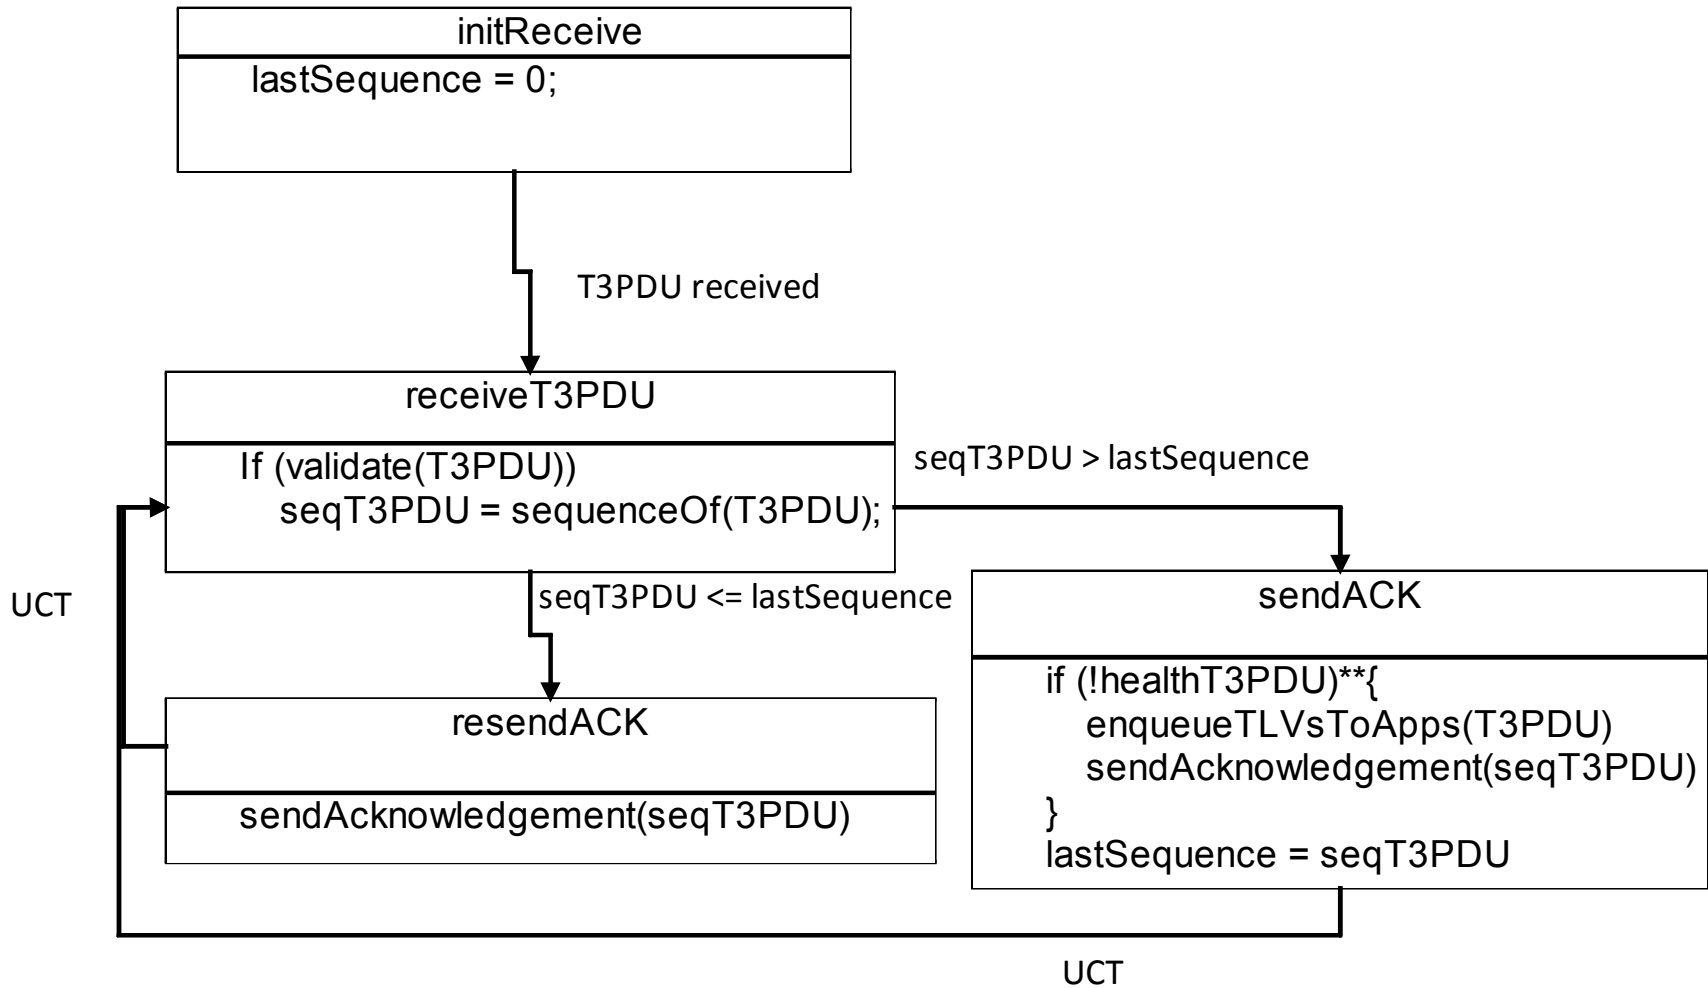 initReceive
lastSequence = 0;
T3PDU received
receiveT3PDU
If (validate(T3PDU))
seqT3PDU = sequenceOf(T3PDU);
seqT3PDU > lastSequence
UCT
seqT3PDU <= lastSequence
sendACK
if (!healthT3PDU)**{
enqueueTLVsToApps(T3PDU)
sendAcknowledgement(seqT3PDU)
}
lastSequence = seqT3PDU
resendACK
sendAcknowledgement(seqT3PDU)
UCT